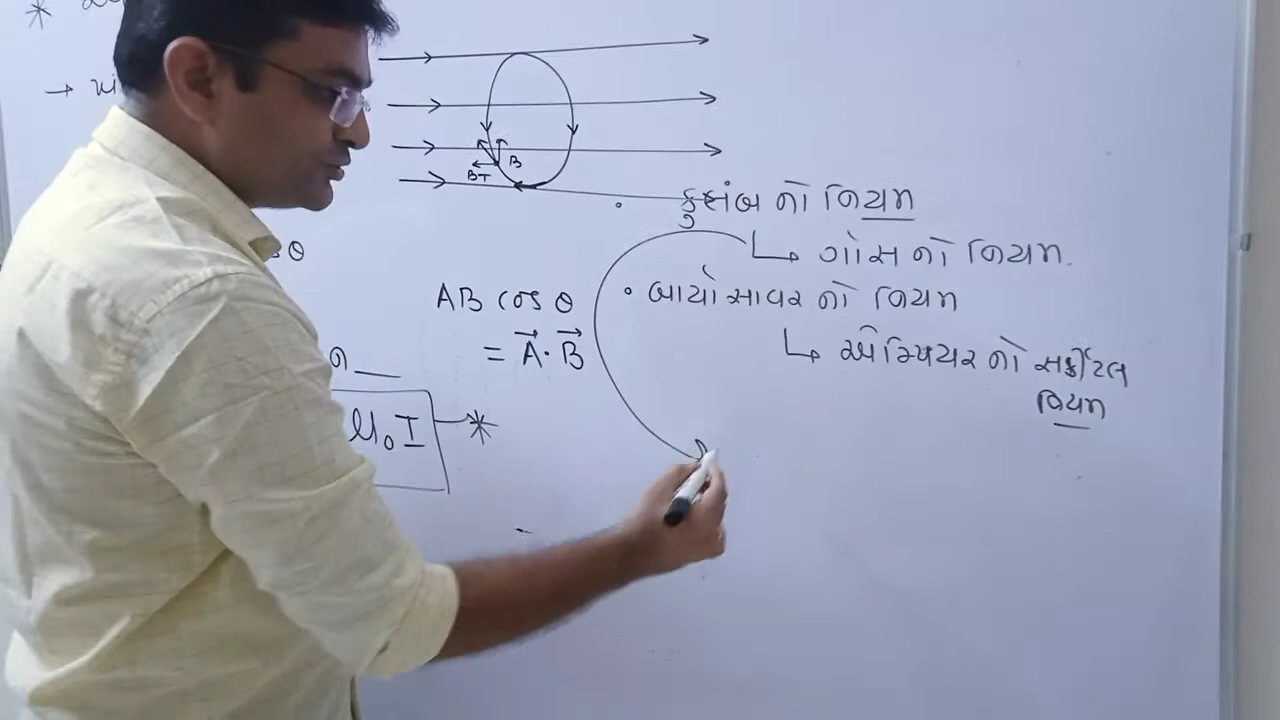 B
BT
કુલંબ નો નિયમ
θ
ગોસ નો નિયમ.
AB cos θ
• બાયો સાવર નો નિયમ
= A⃗·B⃗
એમ્પિયર નો સર્કીટલ
નિયમ
μ₀I *